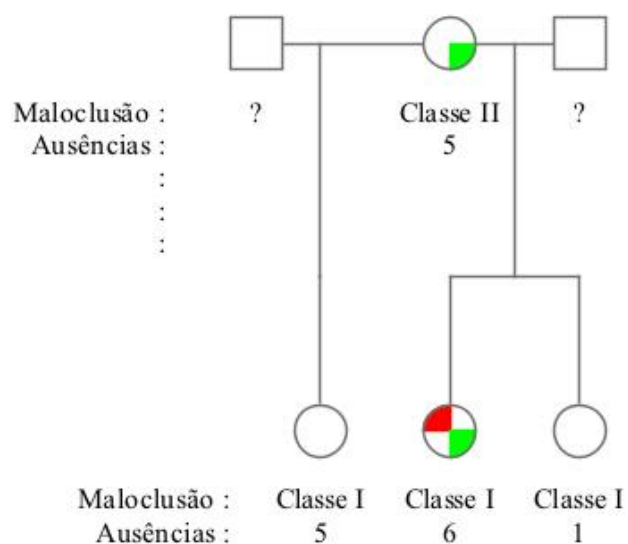 Maloclusão : ? Classe II ?
Ausências : 5
:
:
:
Maloclusão : Classe I Classe I Classe I
Ausências : 5 6 1